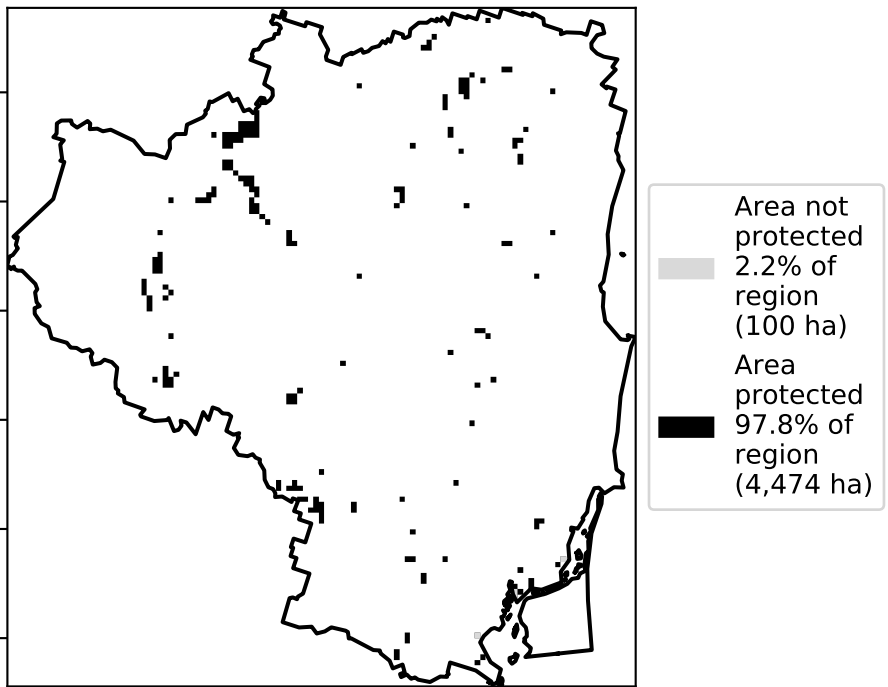 Area not
protected
2.2% of
region
(100 ha)
Area
protected
97.8% of
region
(4,474 ha)